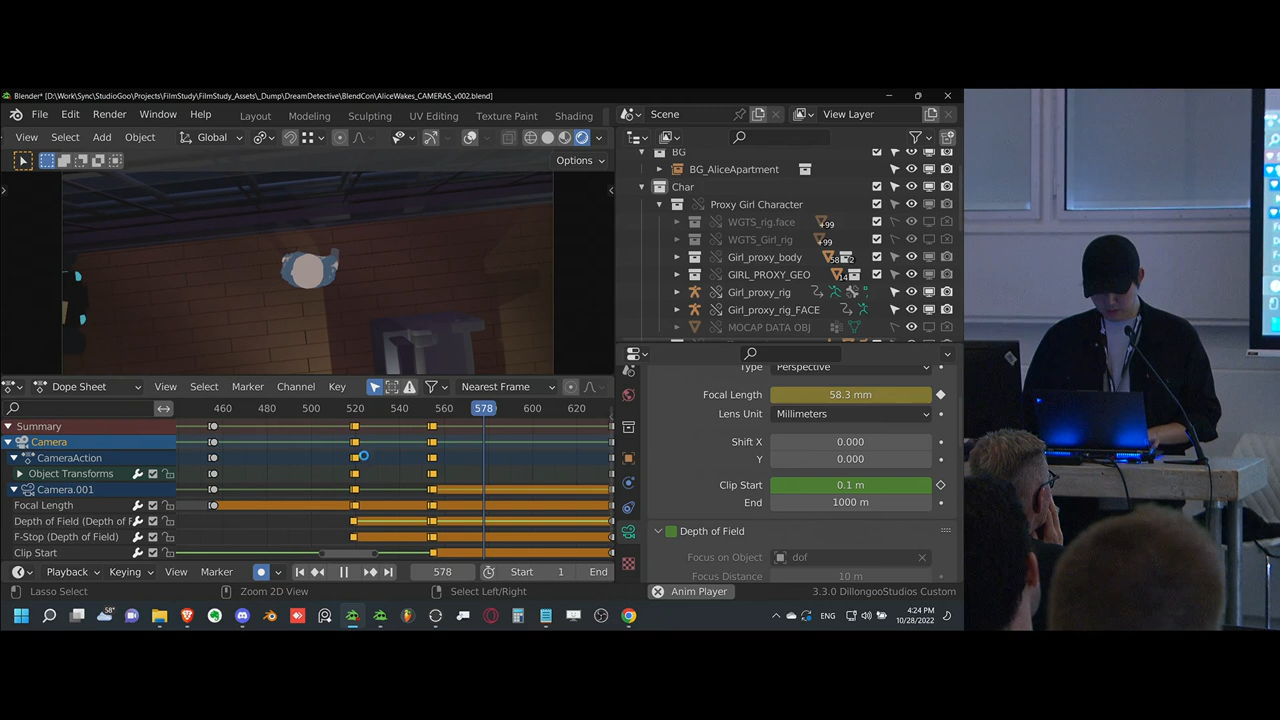 Blender* [D:\Work\Sync\StudioGoo\Projects\FilmStudy\FilmStudy_Assets\_Dump\DreamDetective\BlendCon\AliceWakes_CAMERAS_v002.blend]
File Edit Render Window Help Layout Modeling Sculpting UV Editing Texture Paint Shading Scene View Layer
View Select Add Object Global
Options
BG
BG_AliceApartment
Char
Proxy Girl Character
WGTS_rig.face +99
WGTS_Girl_rig +99
Girl_proxy_body 58 2
GIRL_PROXY_GEO 14
Girl_proxy_rig
Girl_proxy_rig_FACE
MOCAP DATA OBJ
Type Perspective
Focal Length 58.3 mm
Lens Unit Millimeters
Shift X 0.000
Y 0.000
Clip Start 0.1 m
End 1000 m
Depth of Field
Focus on Object dof
Focus Distance 10 m
Dope Sheet View Select Marker Channel Key Nearest Frame
460 480 500 520 540 560 578 600 620
Summary
Camera
CameraAction
Object Transforms
Camera.001
Focal Length
Depth of Field (Depth of F
F-Stop (Depth of Field)
Clip Start
Playback Keying View Marker 578 Start 1 End
Lasso Select Zoom 2D View Select Left/Right Anim Player 3.3.0 DillongooStudios Custom
58°
ENG
4:24 PM
10/28/2022